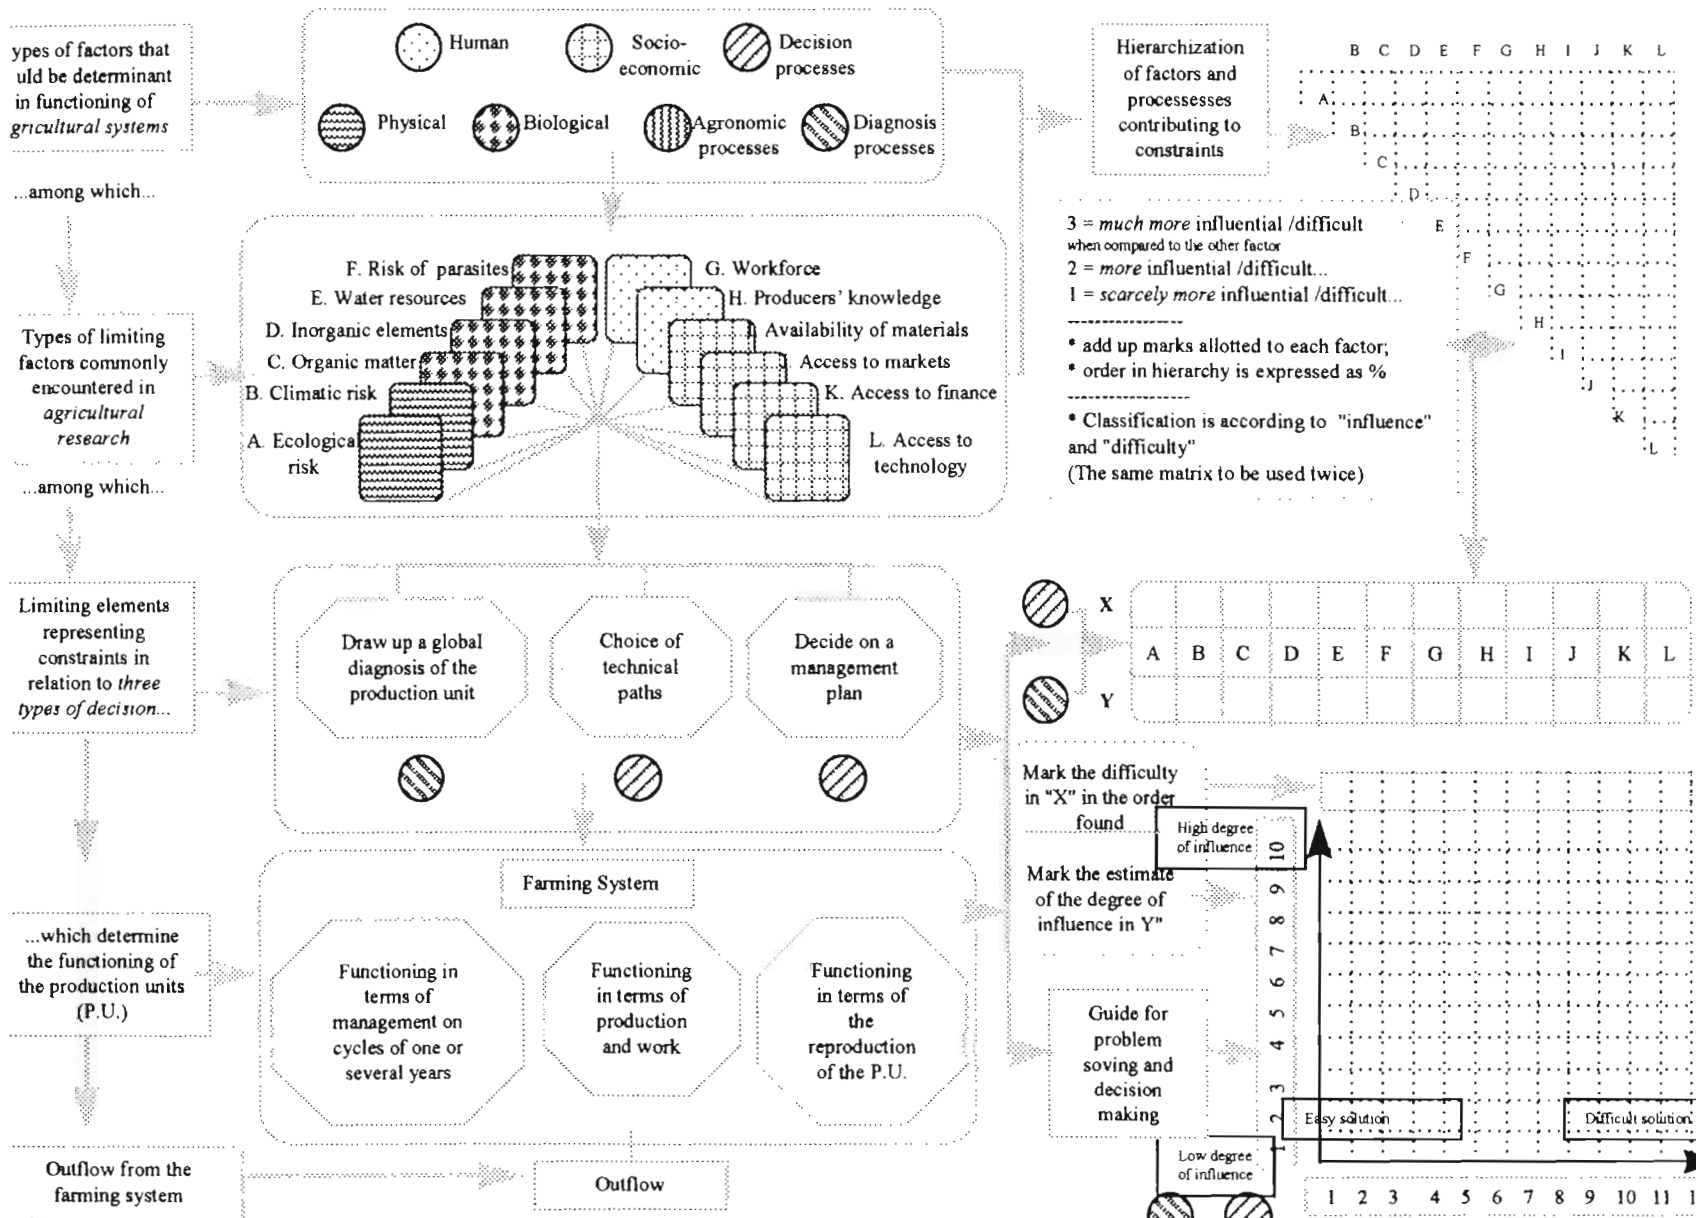 ypes of factors that
uld be determinant
in functioning of
gricultural systems
...among which...
Types of limiting
factors commonly
encountered in
agricultural
research
...among which...
Limiting elements
representing
constraints in
relation to three
types of decision...
...which determine
the functioning of
the production units
(P.U.)
Outflow from the
farming system
Human
Socio-
economic
Decision
processes
Physical
Biological
Agronomic
processes
Diagnosis
processes
F. Risk of parasites
E. Water resources
D. Inorganic elements
C. Organic matter
B. Climatic risk
A. Ecological
risk
G. Workforce
H. Producers' knowledge
Availability of materials
Access to markets
K. Access to finance
L. Access to
technology
Draw up a global
diagnosis of the
production unit
Choice of
technical
paths
Decide on a
management
plan
Farming System
Functioning in
terms of
management on
cycles of one or
several years
Functioning
in terms of
production
and work
Functioning
in terms of
the
reproduction
of the P.U.
Outflow
Hierarchization
of factors and
processesses
contributing to
constraints
B C D E F G H I J K L
A
B
C
D
E
F
G
H
I
J
K
L
3 = much more influential /difficult
when compared to the other factor
2 = more influential /difficult...
1 = scarcely more influential /difficult...
--------------------
* add up marks allotted to each factor;
* order in hierarchy is expressed as %
--------------------
* Classification is according to "influence"
and "difficulty"
(The same matrix to be used twice)
X
A B C D E F G H I J K L
Y
Mark the difficulty
in "X" in the order
found
Mark the estimate
of the degree of
influence in Y"
Guide for
problem
soving and
decision
making
High degree
of influence
10
9
8
7
6
5
4
3
2
1
Easy solution
Difficult solution
Low degree
of influence
1 2 3 4 5 6 7 8 9 10 11 1